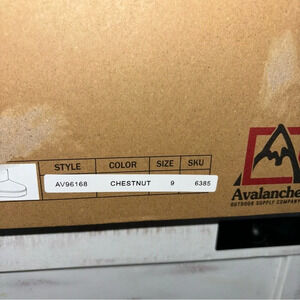 STYLE COLOR SIZE SKU
AV96168 CHESTNUT 9 6385
Avalanche
OUTDOOR SUPPLY COMPANY